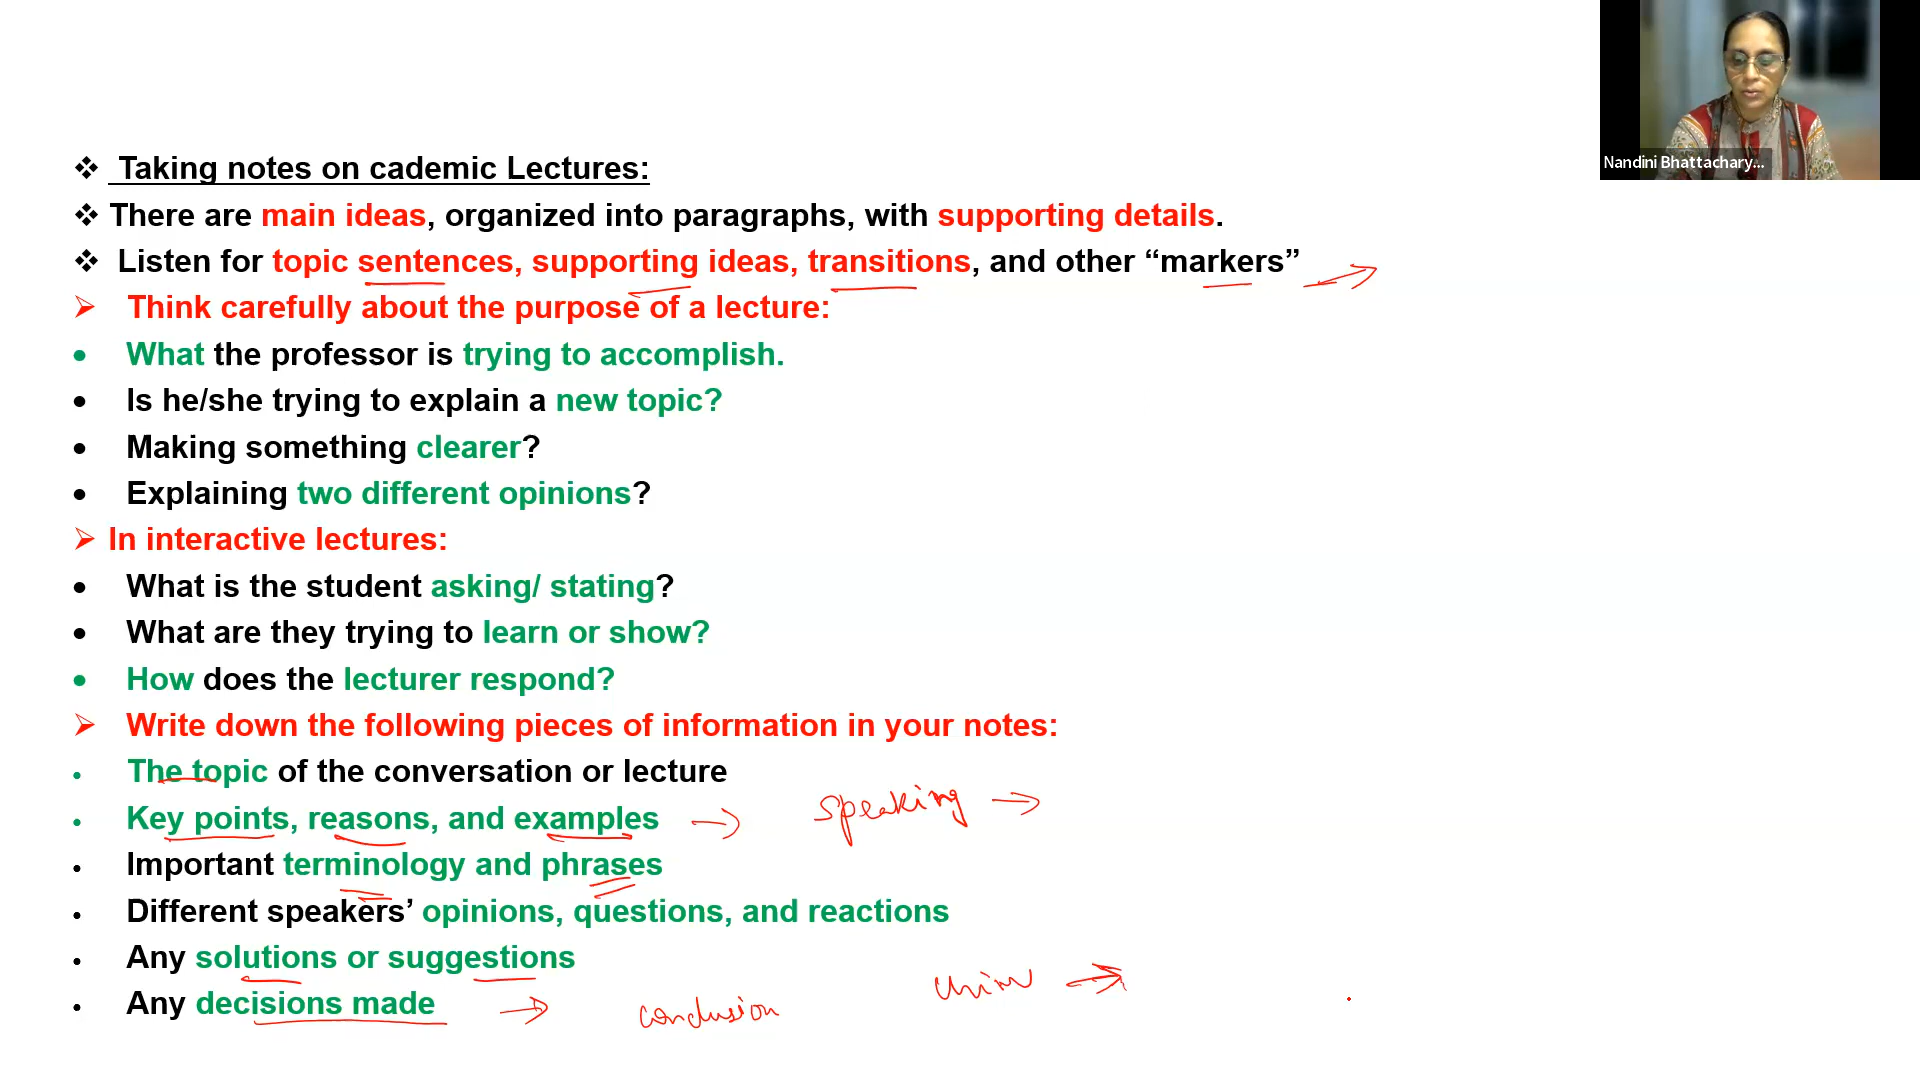 ❖ Taking notes on cademic Lectures:
❖ There are main ideas, organized into paragraphs, with supporting details.
❖ Listen for topic sentences, supporting ideas, transitions, and other “markers”
➢ Think carefully about the purpose of a lecture:
• What the professor is trying to accomplish.
• Is he/she trying to explain a new topic?
• Making something clearer?
• Explaining two different opinions?
➢ In interactive lectures:
• What is the student asking/ stating?
• What are they trying to learn or show?
• How does the lecturer respond?
➢ Write down the following pieces of information in your notes:
• The topic of the conversation or lecture
• Key points, reasons, and examples → speaking →
• Important terminology and phrases
• Different speakers’ opinions, questions, and reactions
• Any solutions or suggestions
• Any decisions made → conclusion
Nandini Bhattachary...